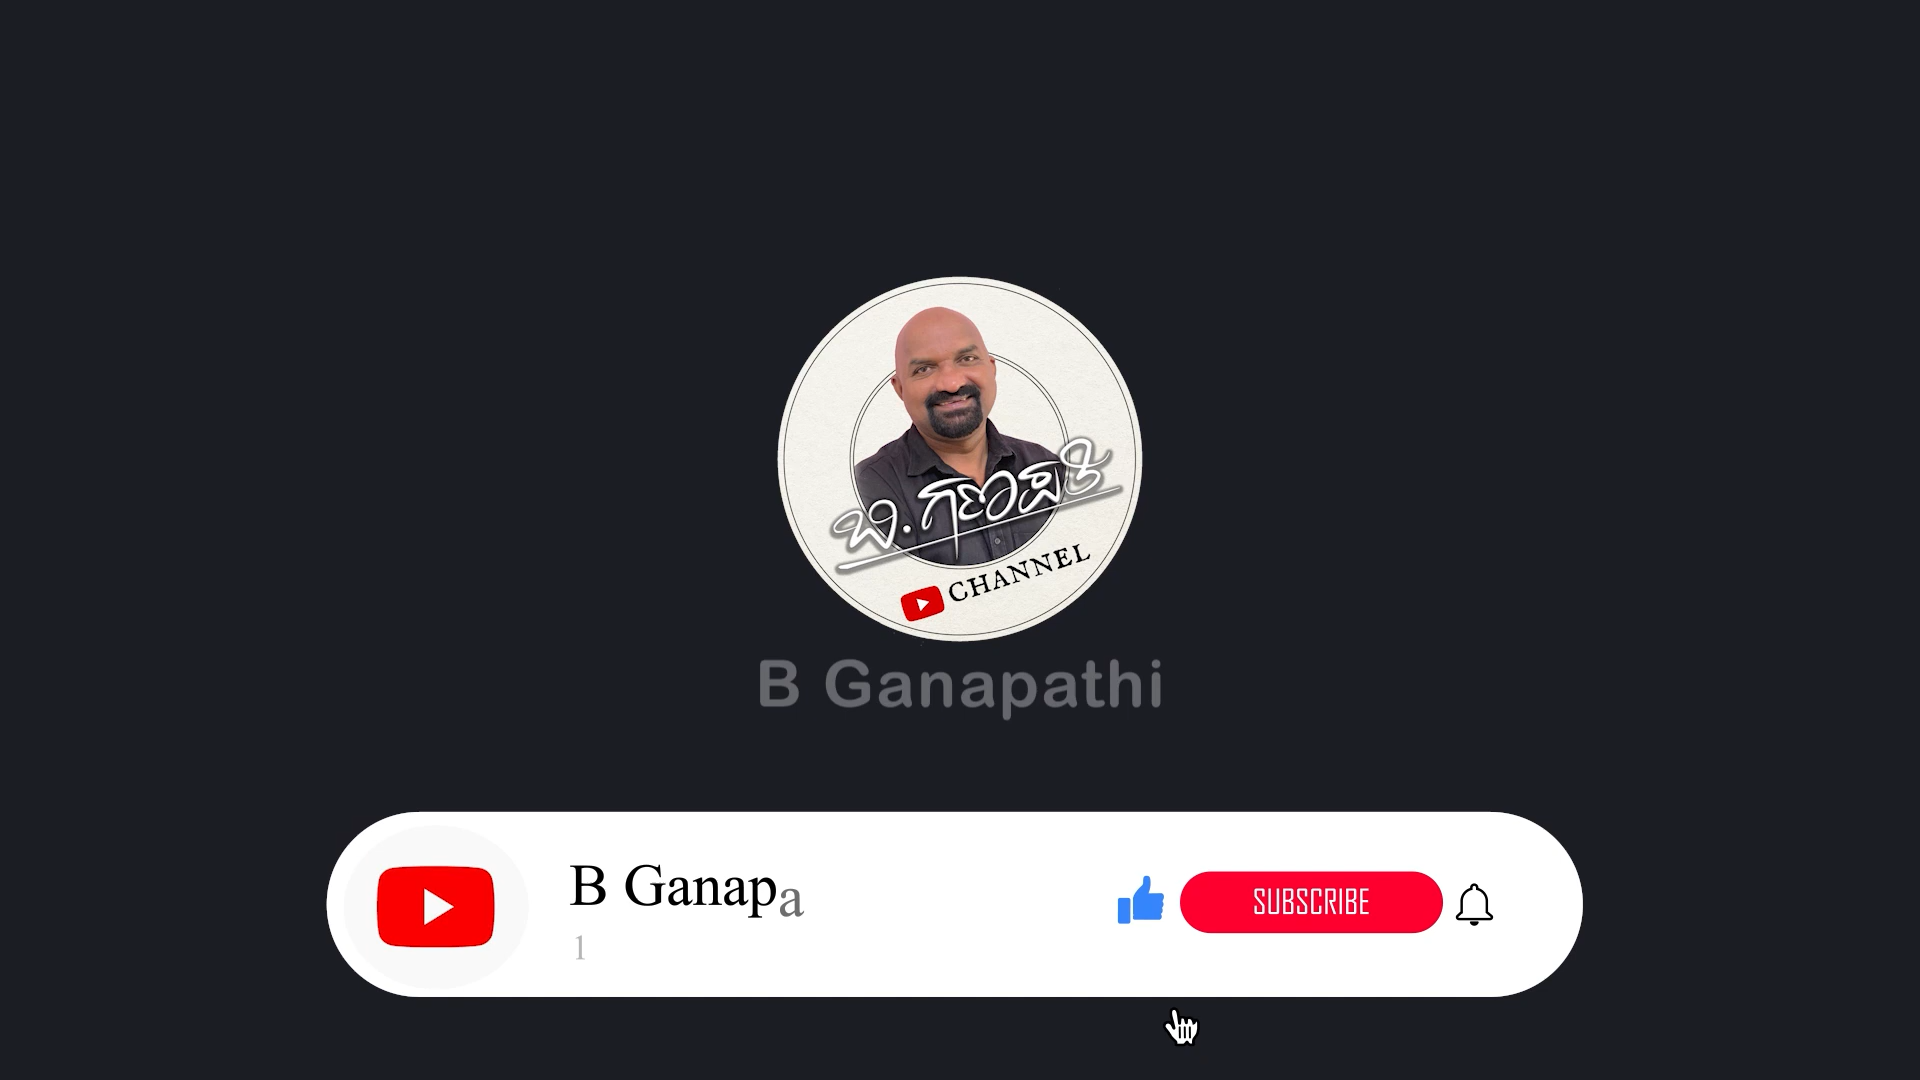 ಬಿ.ಗಣಪತಿ
CHANNEL
B Ganapathi
B Ganapa
1
SUBSCRIBE